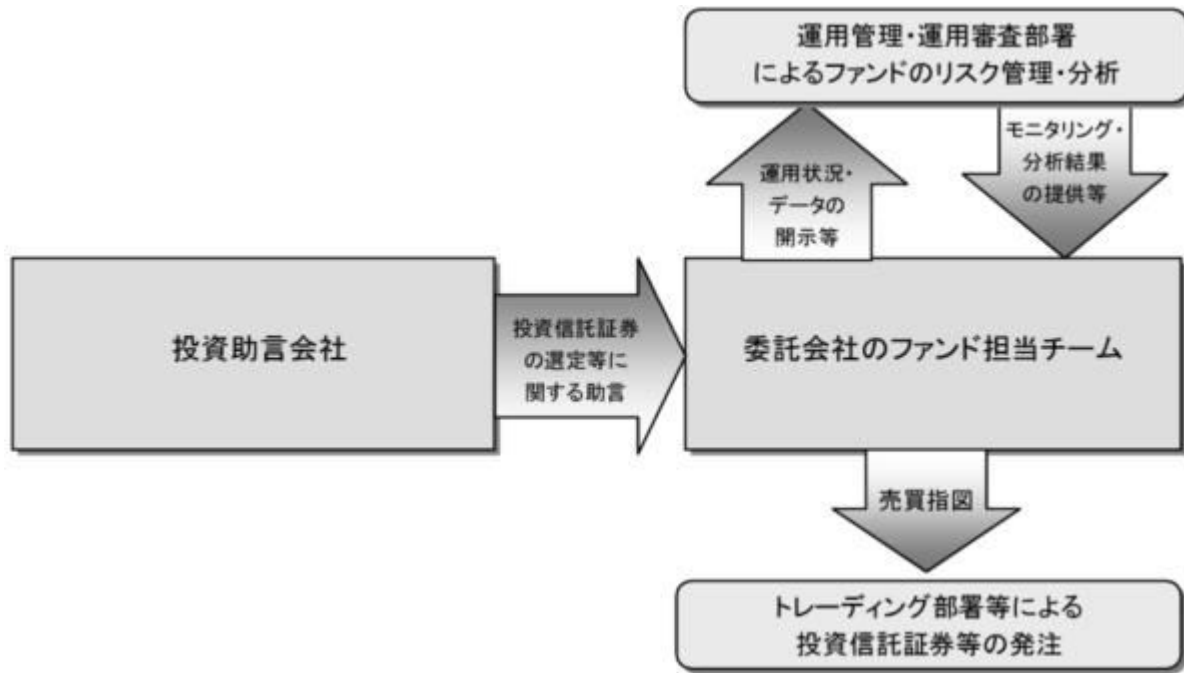 運用管理・運用審査部署
によるファンドのリスク管理・分析
運用状況・
データの
開示等
モニタリング・
分析結果
の提供等
投資助言会社
投資信託証券
の選定等に
関する助言
委託会社のファンド担当チーム
売買指図
トレーディング部署等による
投資信託証券等の発注